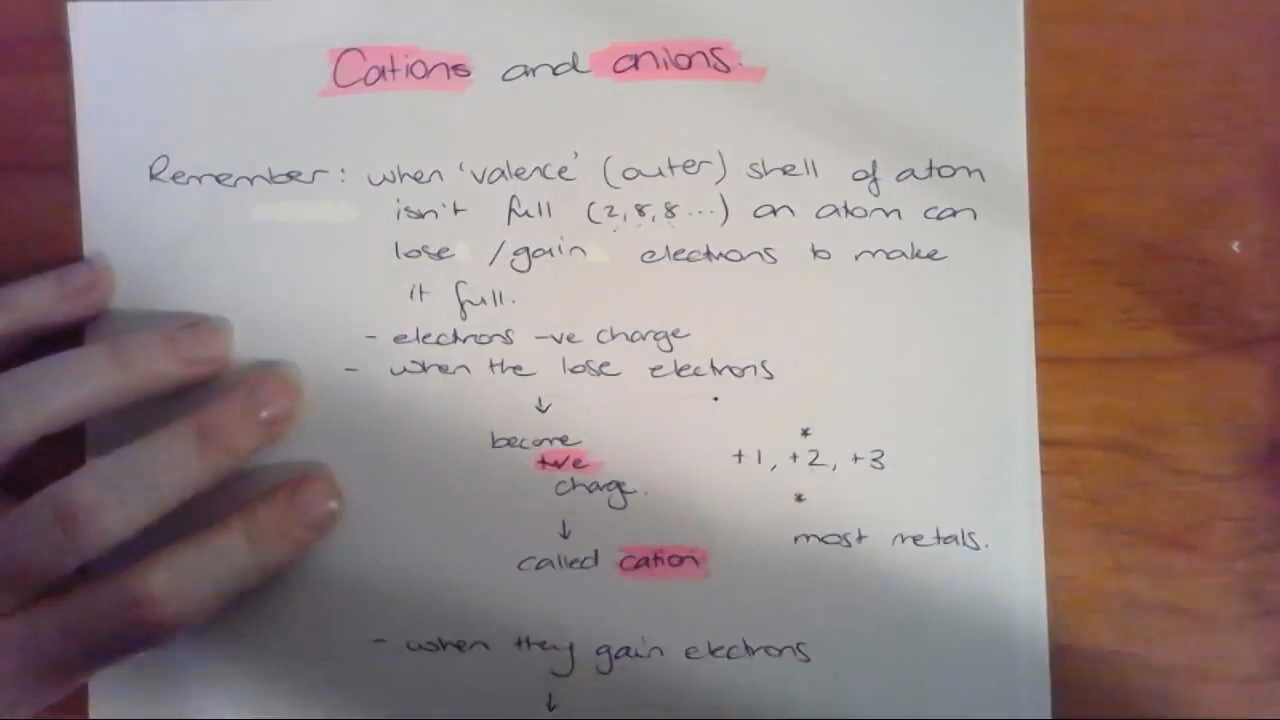 Cations and anions.
Remember: when 'valence' (outer) shell of atom
isn't full (2,8,8...) an atom can
lose /gain electrons to make
it full.
- electrons -ve charge
- when the lose electrons
↓
become
+ve
charge.
+1, +2, +3
*
*
most metals.
↓
called cation
- when they gain electrons
↓